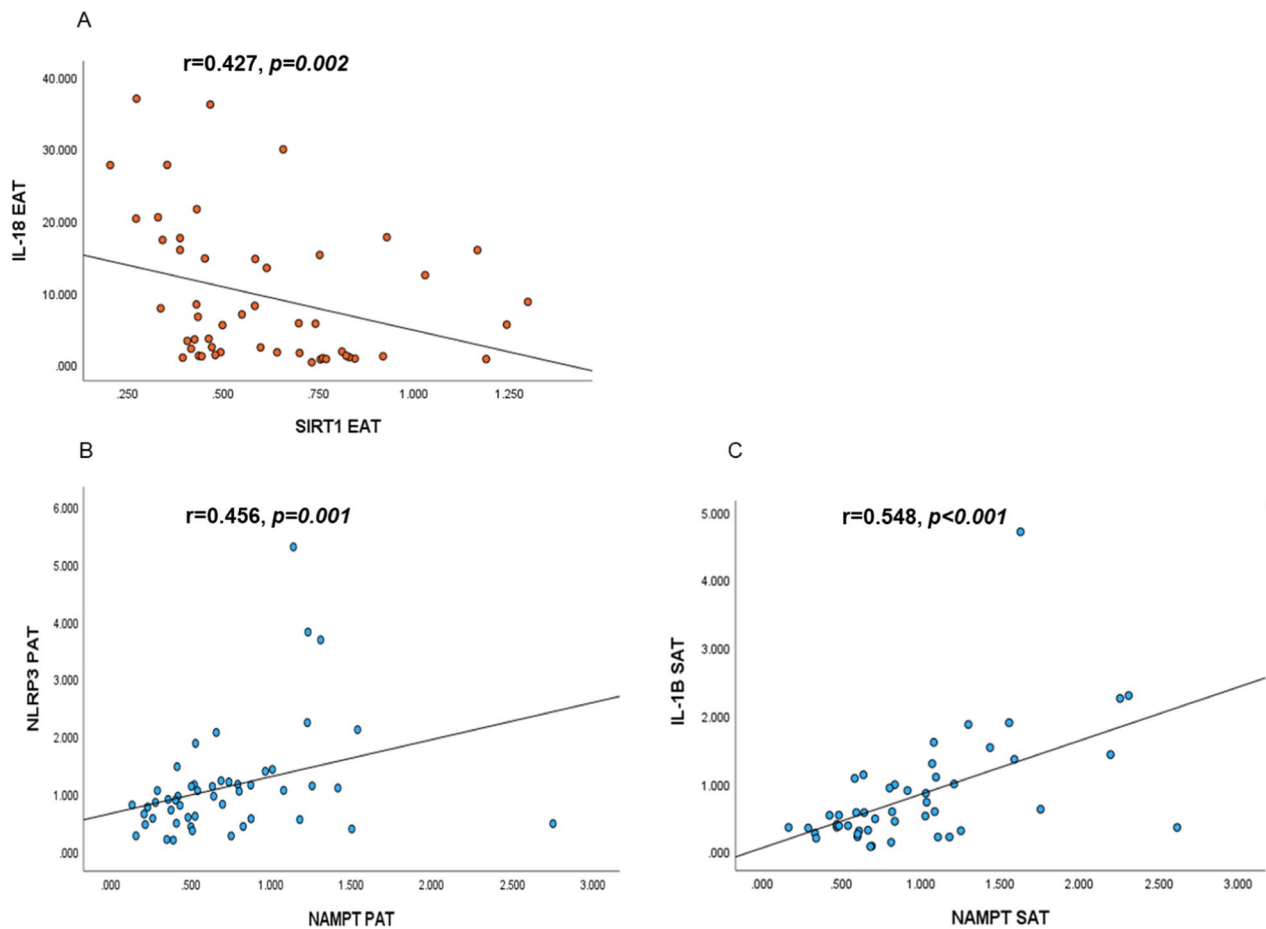 A
r=0.427, p=0.002
40.000
30.000
20.000
10.000
.000
IL-18 EAT
.250 .500 .750 1.000 1.250
SIRT1 EAT
B
r=0.456, p=0.001
6.000
5.000
4.000
3.000
2.000
1.000
.000
NLRP3 PAT
.000 .500 1.000 1.500 2.000 2.500 3.000
NAMPT PAT
C
r=0.548, p<0.001
5.000
4.000
3.000
2.000
1.000
.000
IL-1B SAT
.000 .500 1.000 1.500 2.000 2.500 3.000
NAMPT SAT